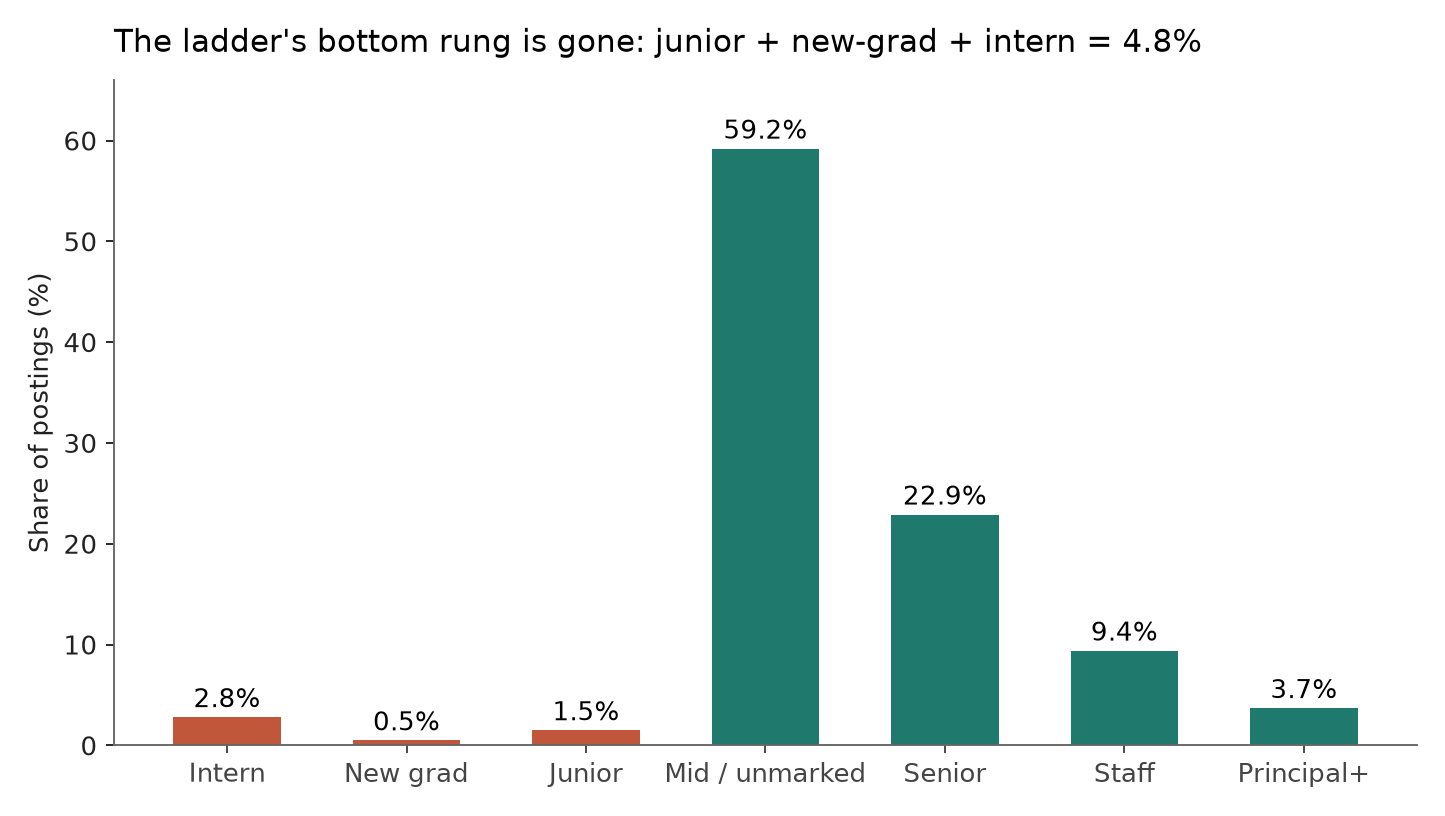 The ladder's bottom rung is gone: junior + new-grad + intern = 4.8%
Share of postings (%)
60
50
40
30
20
10
0
2.8%
0.5%
1.5%
59.2%
22.9%
9.4%
3.7%
Intern
New grad
Junior
Mid / unmarked
Senior
Staff
Principal+